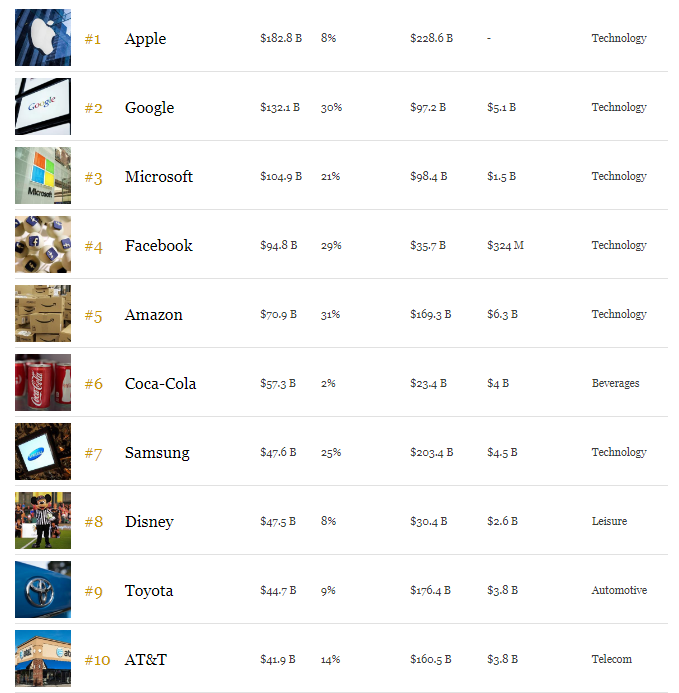 #1 Apple $182.8 B 8% $228.6 B - Technology
Google
#2 Google $132.1 B 30% $97.2 B $5.1 B Technology
Microsoft
#3 Microsoft $104.9 B 21% $98.4 B $1.5 B Technology
#4 Facebook $94.8 B 29% $35.7 B $324 M Technology
#5 Amazon $70.9 B 31% $169.3 B $6.3 B Technology
Coca-Cola
#6 Coca-Cola $57.3 B 2% $23.4 B $4 B Beverages
#7 Samsung $47.6 B 25% $203.4 B $4.5 B Technology
#8 Disney $47.5 B 8% $30.4 B $2.6 B Leisure
#9 Toyota $44.7 B 9% $176.4 B $3.8 B Automotive
#10 AT&T $41.9 B 14% $160.5 B $3.8 B Telecom